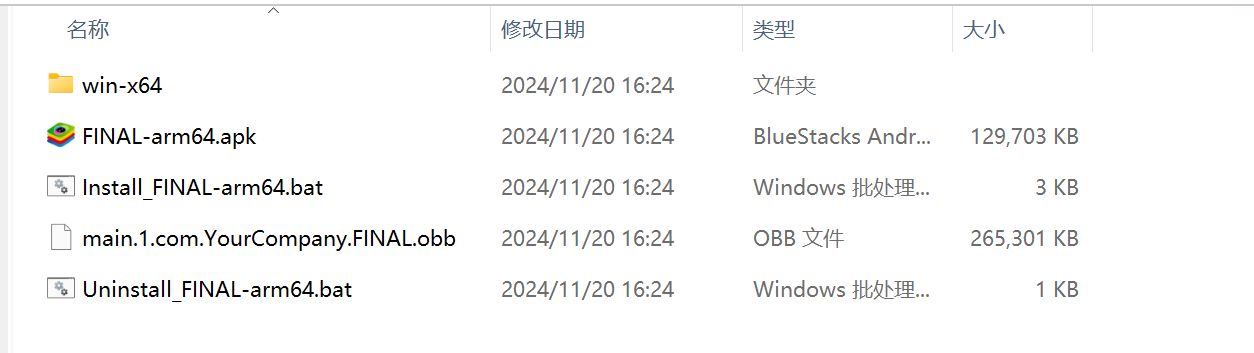 名称 修改日期 类型 大小
win-x64 2024/11/20 16:24 文件夹
FINAL-arm64.apk 2024/11/20 16:24 BlueStacks Andr... 129,703 KB
Install_FINAL-arm64.bat 2024/11/20 16:24 Windows 批处理... 3 KB
main.1.com.YourCompany.FINAL.obb 2024/11/20 16:24 OBB 文件 265,301 KB
Uninstall_FINAL-arm64.bat 2024/11/20 16:24 Windows 批处理... 1 KB